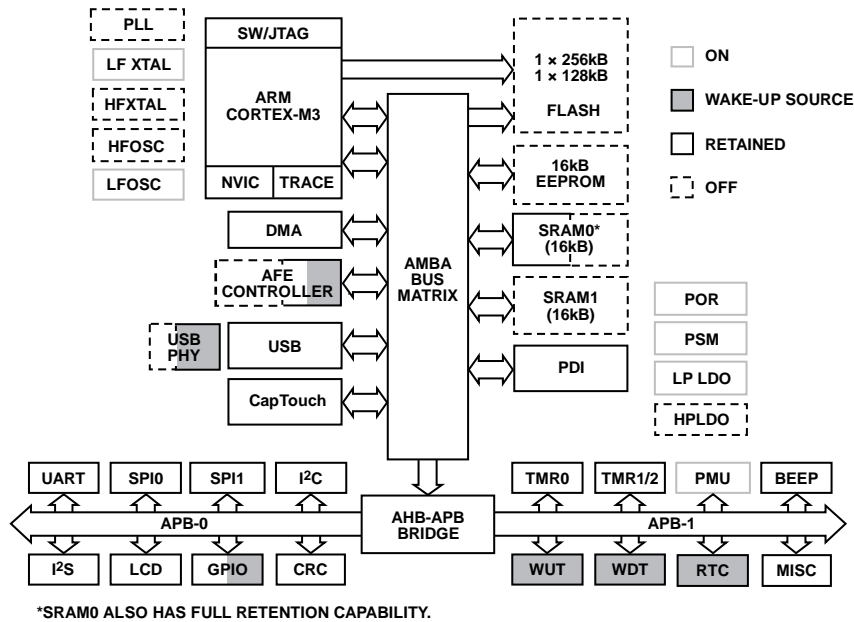 PLL
LF XTAL
HFXTAL
HFOSC
LFOSC
SW/JTAG
ARM
CORTEX-M3
NVIC
TRACE
DMA
AFE
CONTROLLER
USB
PHY
USB
CapTouch
AMBA
BUS
MATRIX
1 × 256kB
1 × 128kB
FLASH
16kB
EEPROM
SRAM0*
(16kB)
SRAM1
(16kB)
PDI
ON
WAKE-UP SOURCE
RETAINED
OFF
POR
PSM
LP LDO
HPLDO
UART
SPI0
SPI1
I²C
TMR0
TMR1/2
PMU
BEEP
APB-0
AHB-APB
BRIDGE
APB-1
I²S
LCD
GPIO
CRC
WUT
WDT
RTC
MISC
*SRAM0 ALSO HAS FULL RETENTION CAPABILITY.